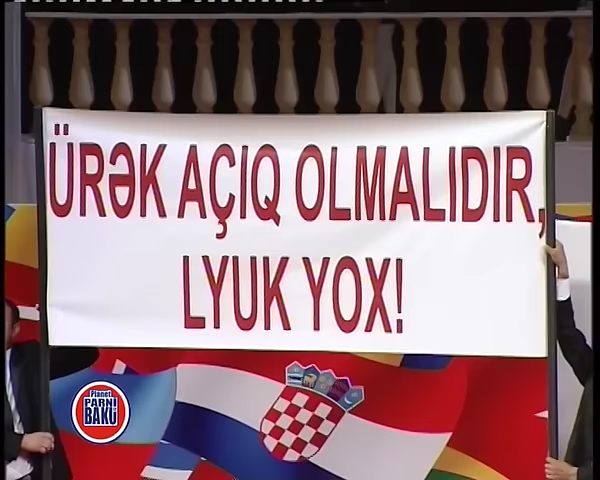 ÜRƏK AÇIQ OLMALIDIR,
LYUK YOX!
Planet
PARNİ
BAKU